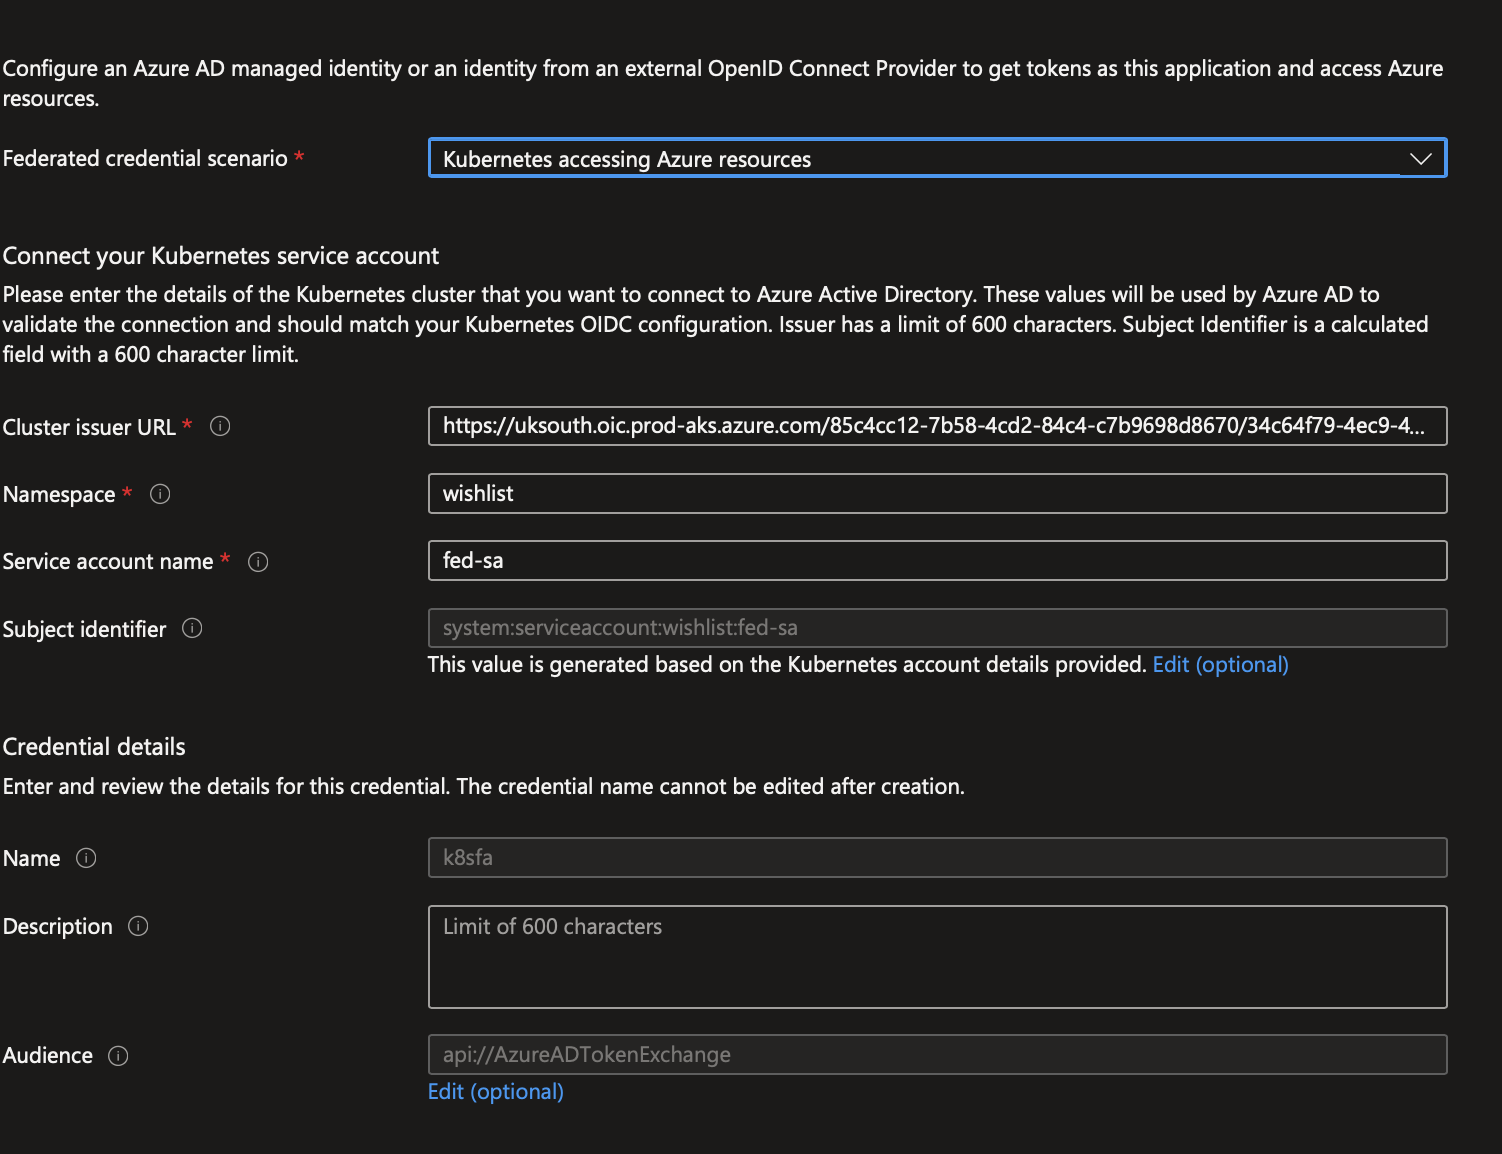 Configure an Azure AD managed identity or an identity from an external OpenID Connect Provider to get tokens as this application and access Azure
resources.
Federated credential scenario *
Kubernetes accessing Azure resources
Connect your Kubernetes service account
Please enter the details of the Kubernetes cluster that you want to connect to Azure Active Directory. These values will be used by Azure AD to
validate the connection and should match your Kubernetes OIDC configuration. Issuer has a limit of 600 characters. Subject Identifier is a calculated
field with a 600 character limit.
Cluster issuer URL *
https://uksouth.oic.prod-aks.azure.com/85c4cc12-7b58-4cd2-84c4-c7b9698d8670/34c64f79-4ec9-4...
Namespace *
wishlist
Service account name *
fed-sa
Subject identifier
system:serviceaccount:wishlist:fed-sa
This value is generated based on the Kubernetes account details provided. Edit (optional)
Credential details
Enter and review the details for this credential. The credential name cannot be edited after creation.
Name
k8sfa
Description
Limit of 600 characters
Audience
api://AzureADTokenExchange
Edit (optional)